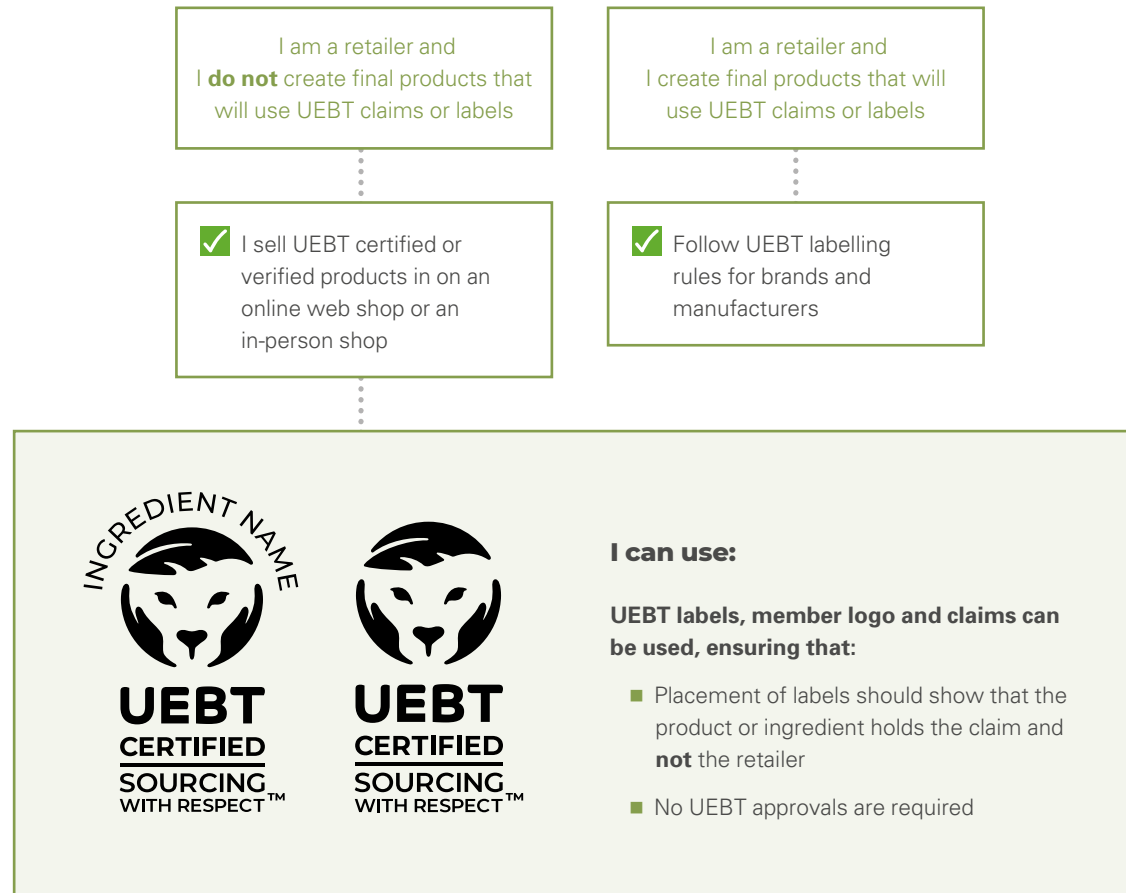 I am a retailer and
I do not create final products that
will use UEBT claims or labels
I am a retailer and
I create final products that will
use UEBT claims or labels
I sell UEBT certified or
verified products in on an
online web shop or an
in-person shop
Follow UEBT labelling
rules for brands and
manufacturers
INGREDIENT NAME
UEBT
CERTIFIED
SOURCING
WITH RESPECT™
UEBT
CERTIFIED
SOURCING
WITH RESPECT™
I can use:
UEBT labels, member logo and claims can
be used, ensuring that:
Placement of labels should show that the
product or ingredient holds the claim and
not the retailer
No UEBT approvals are required